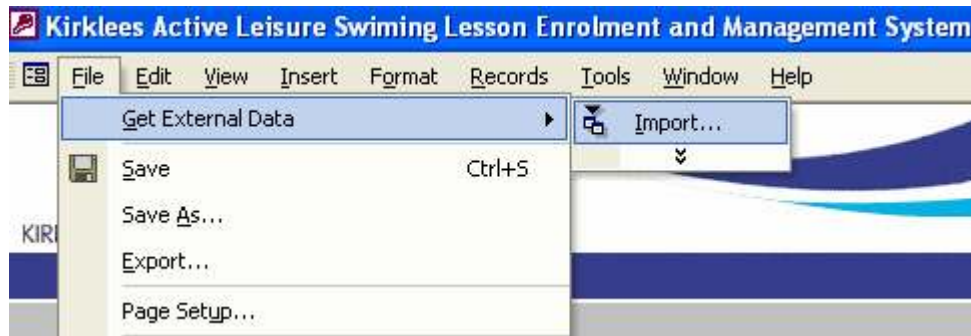 Kirklees Active Leisure Swiming Lesson Enrolment and Management System
File Edit View Insert Format Records Tools Window Help
Get External Data Import...
Save Ctrl+S
Save As...
KIR
Export...
Page Setup...